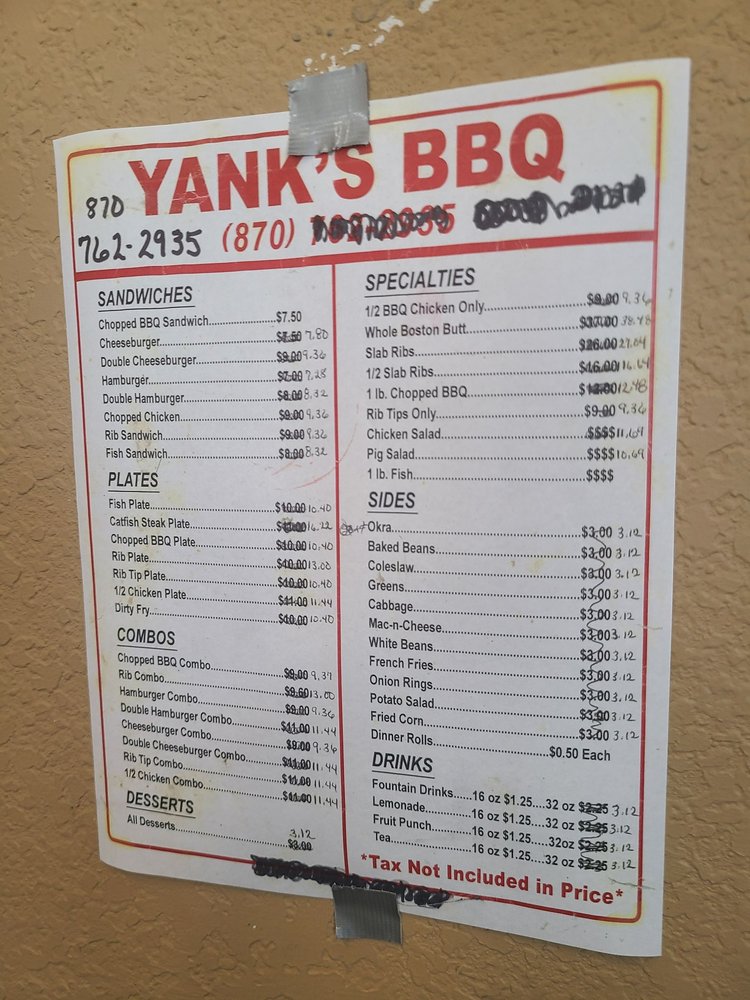 YANK'S BBQ
870
762-2935 (870)
SANDWICHES
Chopped BBQ Sandwich....................$7.50
Cheeseburger....................$7.50 7.80
Double Cheeseburger....................$9.00 9.36
Hamburger....................$7.00 7.28
Double Hamburger....................$8.00 8.32
Chopped Chicken....................$9.00 9.36
Rib Sandwich....................$9.00 9.36
Fish Sandwich....................$8.00 8.32
PLATES
Fish Plate....................$10.00 10.40
Catfish Steak Plate....................16.22
Chopped BBQ Plate....................$10.00 10.40
Rib Plate....................$10.00 13.00
Rib Tip Plate....................$10.00 10.40
1/2 Chicken Plate....................$11.00 11.44
Dirty Fry....................$10.00 10.40
COMBOS
Chopped BBQ Combo....................$9.00
Rib Combo....................13.00
Hamburger Combo....................$9.00 9.36
Double Hamburger Combo....................$11.00 11.44
Cheeseburger Combo....................$9.00 9.36
Double Cheeseburger Combo....................$11.00 11.44
Rib Tip Combo....................$11.00 11.44
1/2 Chicken Combo....................$11.00 11.44
DESSERTS
3.12
All Desserts....................$3.00
SPECIALTIES
1/2 BBQ Chicken Only....................$9.00 9.36
Whole Boston Butt....................$37.00 38.48
Slab Ribs....................$26.00 27.04
1/2 Slab Ribs....................$16.00 16.64
1 lb. Chopped BBQ....................12.48
Rib Tips Only....................$9.00 9.36
Chicken Salad....................$$$$ 11.69
Pig Salad....................$$$$ 10.69
1 lb. Fish....................$$$$
SIDES
Okra....................$3.00 3.12
Baked Beans....................$3.00 3.12
Coleslaw....................$3.00 3.12
Greens....................$3.00 3.12
Cabbage....................$3.00 3.12
Mac-n-Cheese....................$3.00 3.12
White Beans....................$3.00 3.12
French Fries....................$3.00 3.12
Onion Rings....................$3.00 3.12
Potato Salad....................$3.00 3.12
Fried Corn....................$3.00 3.12
Dinner Rolls....................$0.50 Each
DRINKS
Fountain Drinks......16 oz $1.25....32 oz $2.25 3.12
Lemonade....................16 oz $1.25....32 oz $2.25 3.12
Fruit Punch....................16 oz $1.25....32oz $2.25 3.12
Tea....................16 oz $1.25....32 oz $2.25 3.12
*Tax Not Included in Price*